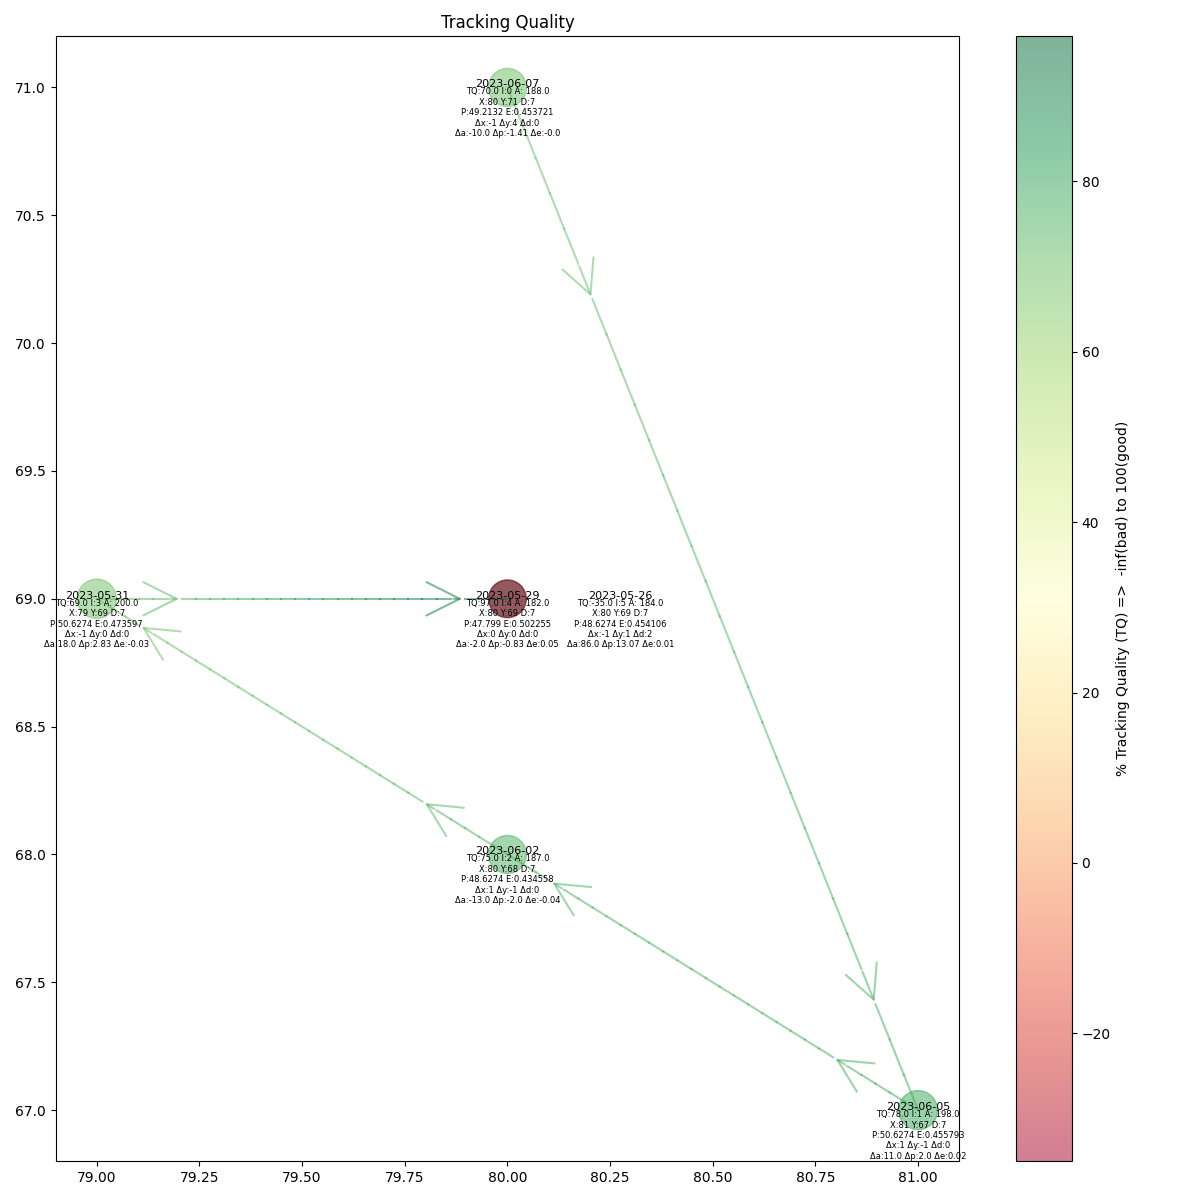 Tracking Quality
71.0
70.5
70.0
69.5
69.0
68.5
68.0
67.5
67.0
2023-06-07
TQ:70.0 I:0 A: 188.0
X:80 Y:71 D:7
P:49.2132 E:0.453721
Δx:-1 Δy:4 Δd:0
Δa:-10.0 Δp:-1.41 Δe:-0.0
2023-05-31
TQ:69.0 I:3 A: 200.0
X:79 Y:69 D:7
P:50.6274 E:0.473597
Δx:-1 Δy:0 Δd:0
Δa:18.0 Δp:2.83 Δe:-0.03
2023-05-29
TQ:97.0 I:4 A: 182.0
X:80 Y:69 D:7
P:47.799 E:0.502255
Δx:0 Δy:0 Δd:0
Δa:-2.0 Δp:-0.83 Δe:0.05
2023-05-26
TQ:-35.0 I:5 A: 184.0
X:80 Y:69 D:7
P:48.6274 E:0.454106
Δx:-1 Δy:1 Δd:2
Δa:86.0 Δp:13.07 Δe:0.01
2023-06-02
TQ:75.0 I:2 A: 187.0
X:80 Y:68 D:7
P:48.6274 E:0.434558
Δx:1 Δy:-1 Δd:0
Δa:-13.0 Δp:-2.0 Δe:-0.04
2023-06-05
TQ:78.0 I:1 A: 198.0
X:81 Y:67 D:7
P:50.6274 E:0.455793
Δx:1 Δy:-1 Δd:0
Δa:11.0 Δp:2.0 Δe:0.02
79.00
79.25
79.50
79.75
80.00
80.25
80.50
80.75
81.00
80
60
40
20
0
−20
% Tracking Quality (TQ) => -inf(bad) to 100(good)